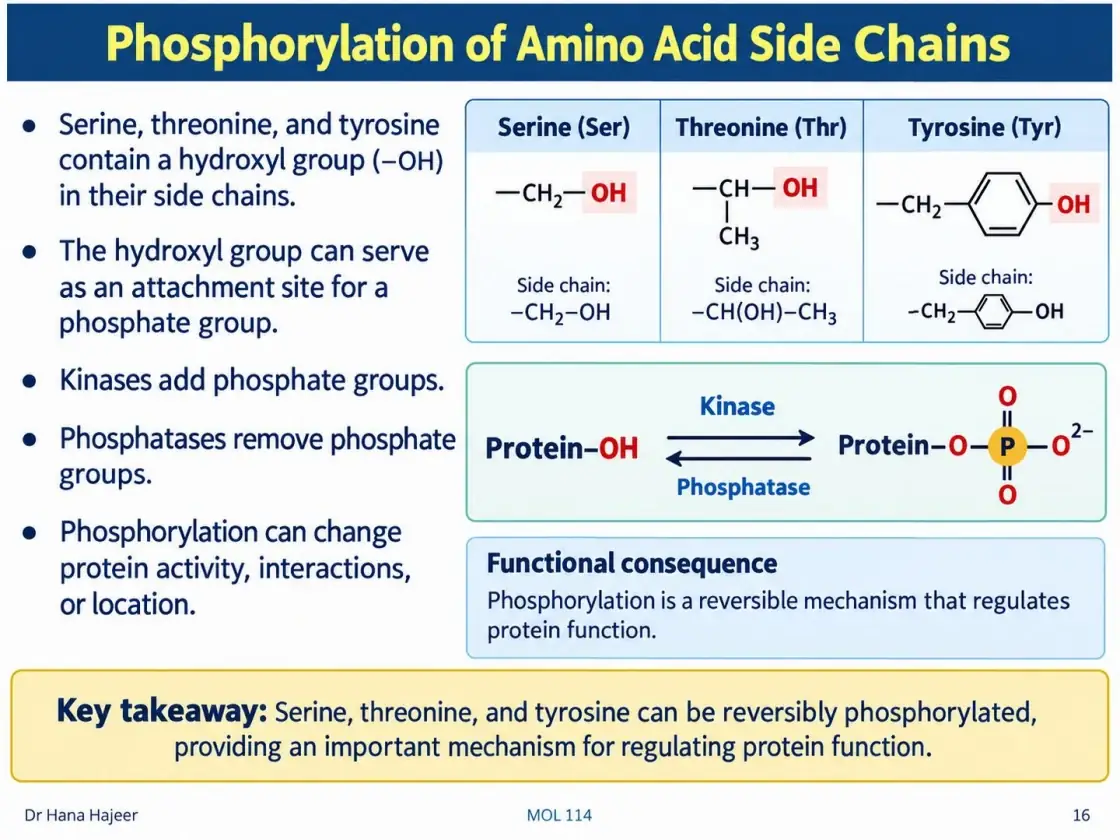 Phosphorylation of Amino Acid Side Chains
• Serine, threonine, and tyrosine
contain a hydroxyl group (–OH)
in their side chains.
• The hydroxyl group can serve
as an attachment site for a
phosphate group.
• Kinases add phosphate groups.
• Phosphatases remove phosphate
groups.
• Phosphorylation can change
protein activity, interactions,
or location.
Serine (Ser)
—CH₂—OH
Side chain:
–CH₂–OH
Threonine (Thr)
—CH—OH
CH₃
Side chain:
–CH(OH)–CH₃
Tyrosine (Tyr)
—CH₂— —OH
Side chain:
–CH₂– –OH
Kinase
Protein–OH
Phosphatase
O
Protein–O–P–O²⁻
O
Functional consequence
Phosphorylation is a reversible mechanism that regulates
protein function.
Key takeaway: Serine, threonine, and tyrosine can be reversibly phosphorylated,
providing an important mechanism for regulating protein function.
Dr Hana Hajeer
MOL 114
16